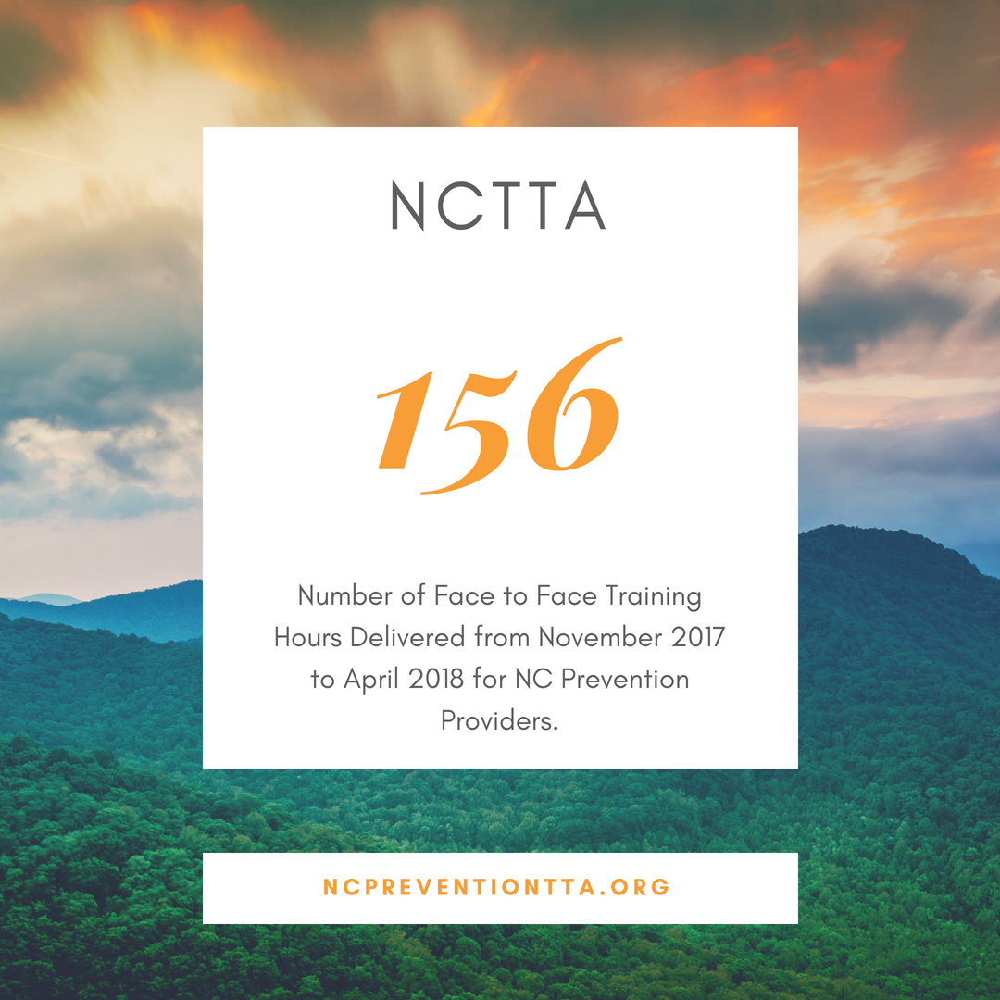 NCTTA
156
Number of Face to Face Training
Hours Delivered from November 2017
to April 2018 for NC Prevention
Providers.
NCPREVENTIONTTA.ORG